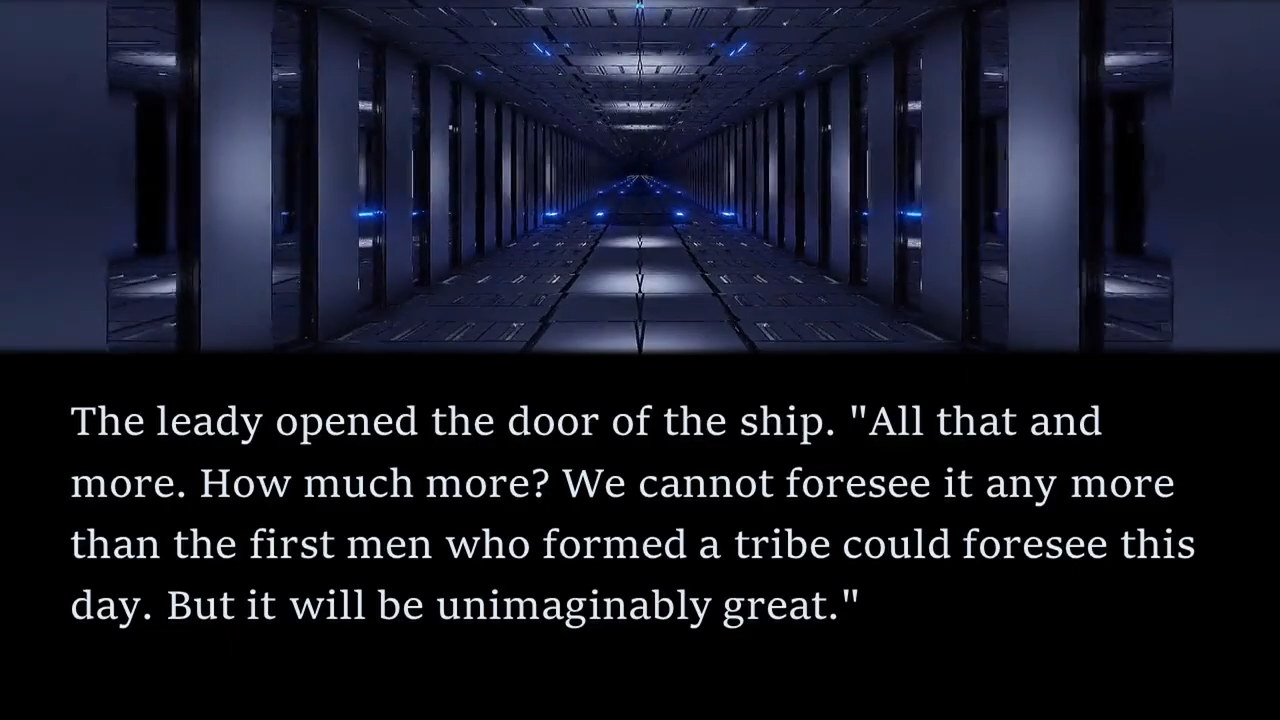 The leady opened the door of the ship. "All that and
more. How much more? We cannot foresee it any more
than the first men who formed a tribe could foresee this
day. But it will be unimaginably great."